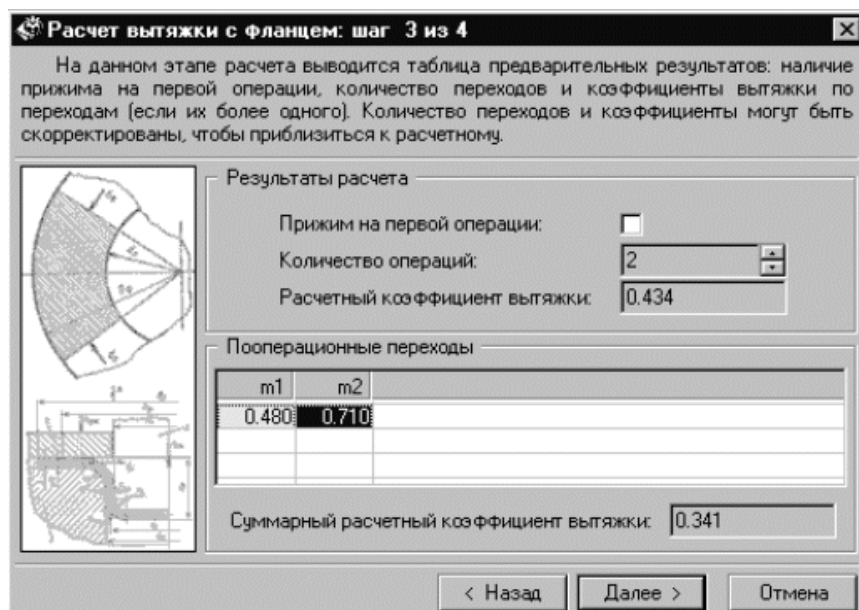 Расчет вытяжки с фланцем: шаг 3 из 4
На данном этапе расчета выводится таблица предварительных результатов: наличие
прижима на первой операции, количество переходов и коэффициенты вытяжки по
переходам (если их более одного). Количество переходов и коэффициенты могут быть
скорректированы, чтобы приблизиться к расчетному.
Результаты расчета
Прижим на первой операции:
Количество операций: 2
Расчетный коэффициент вытяжки: 0.434
Пооперационные переходы
m1 m2
0.480 0.710
Суммарный расчетный коэффициент вытяжки: 0.341
< Назад Далее > Отмена